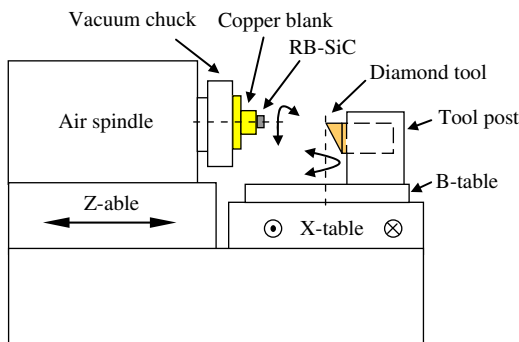 Vacuum chuck
Copper blank
RB-SiC
Diamond tool
Air spindle
Tool post
B-table
Z-able
X-table